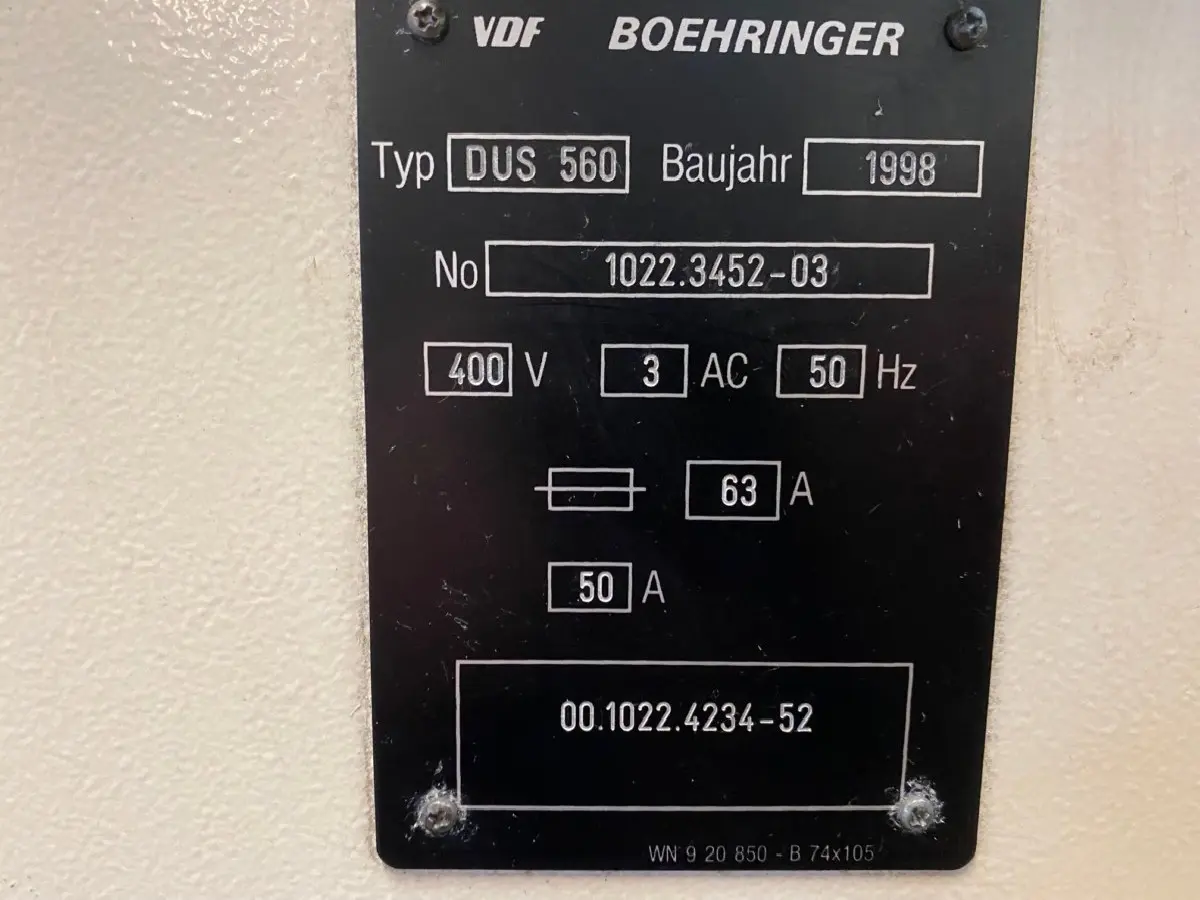 VDF BOEHRINGER
Typ DUS 560 Baujahr 1998
No 1022.3452-03
400 V 3 AC 50 Hz
63 A
50 A
00.1022.4234-52
WN 9 20 850 - B 74x105